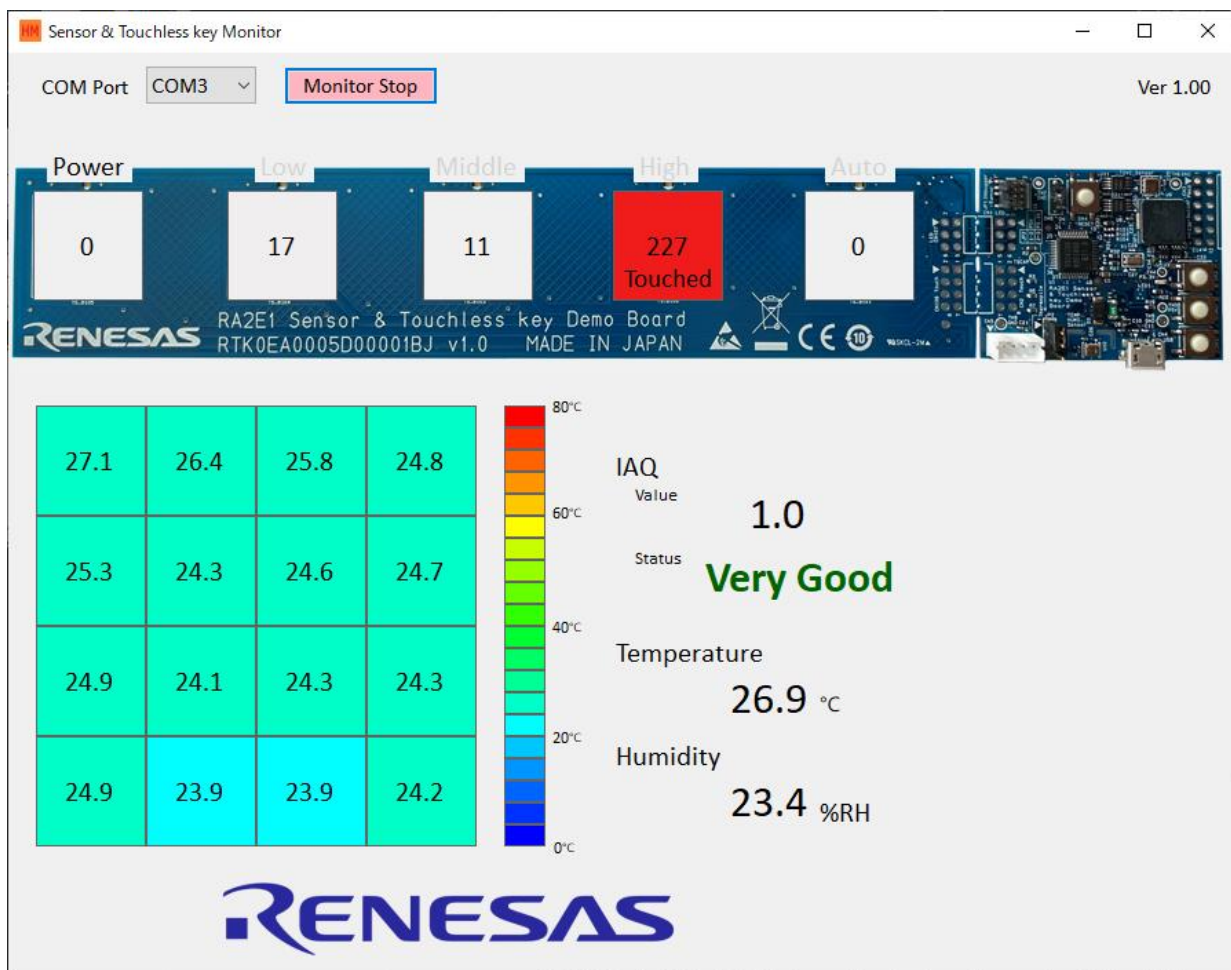 HM Sensor & Touchless key Monitor
COM Port COM3 Monitor Stop Ver 1.00
Power Low Middle High Auto
0 17 11 227 0
Touched
RENESAS
RA2E1 Sensor & Touchless key Demo Board
RTK0EA0005D00001BJ v1.0 MADE IN JAPAN
27.1 26.4 25.8 24.8
25.3 24.3 24.6 24.7
24.9 24.1 24.3 24.3
24.9 23.9 23.9 24.2
80°C
60°C
40°C
20°C
0°C
IAQ
Value
1.0
Status
Very Good
Temperature
26.9 °C
Humidity
23.4 %RH
RENESAS